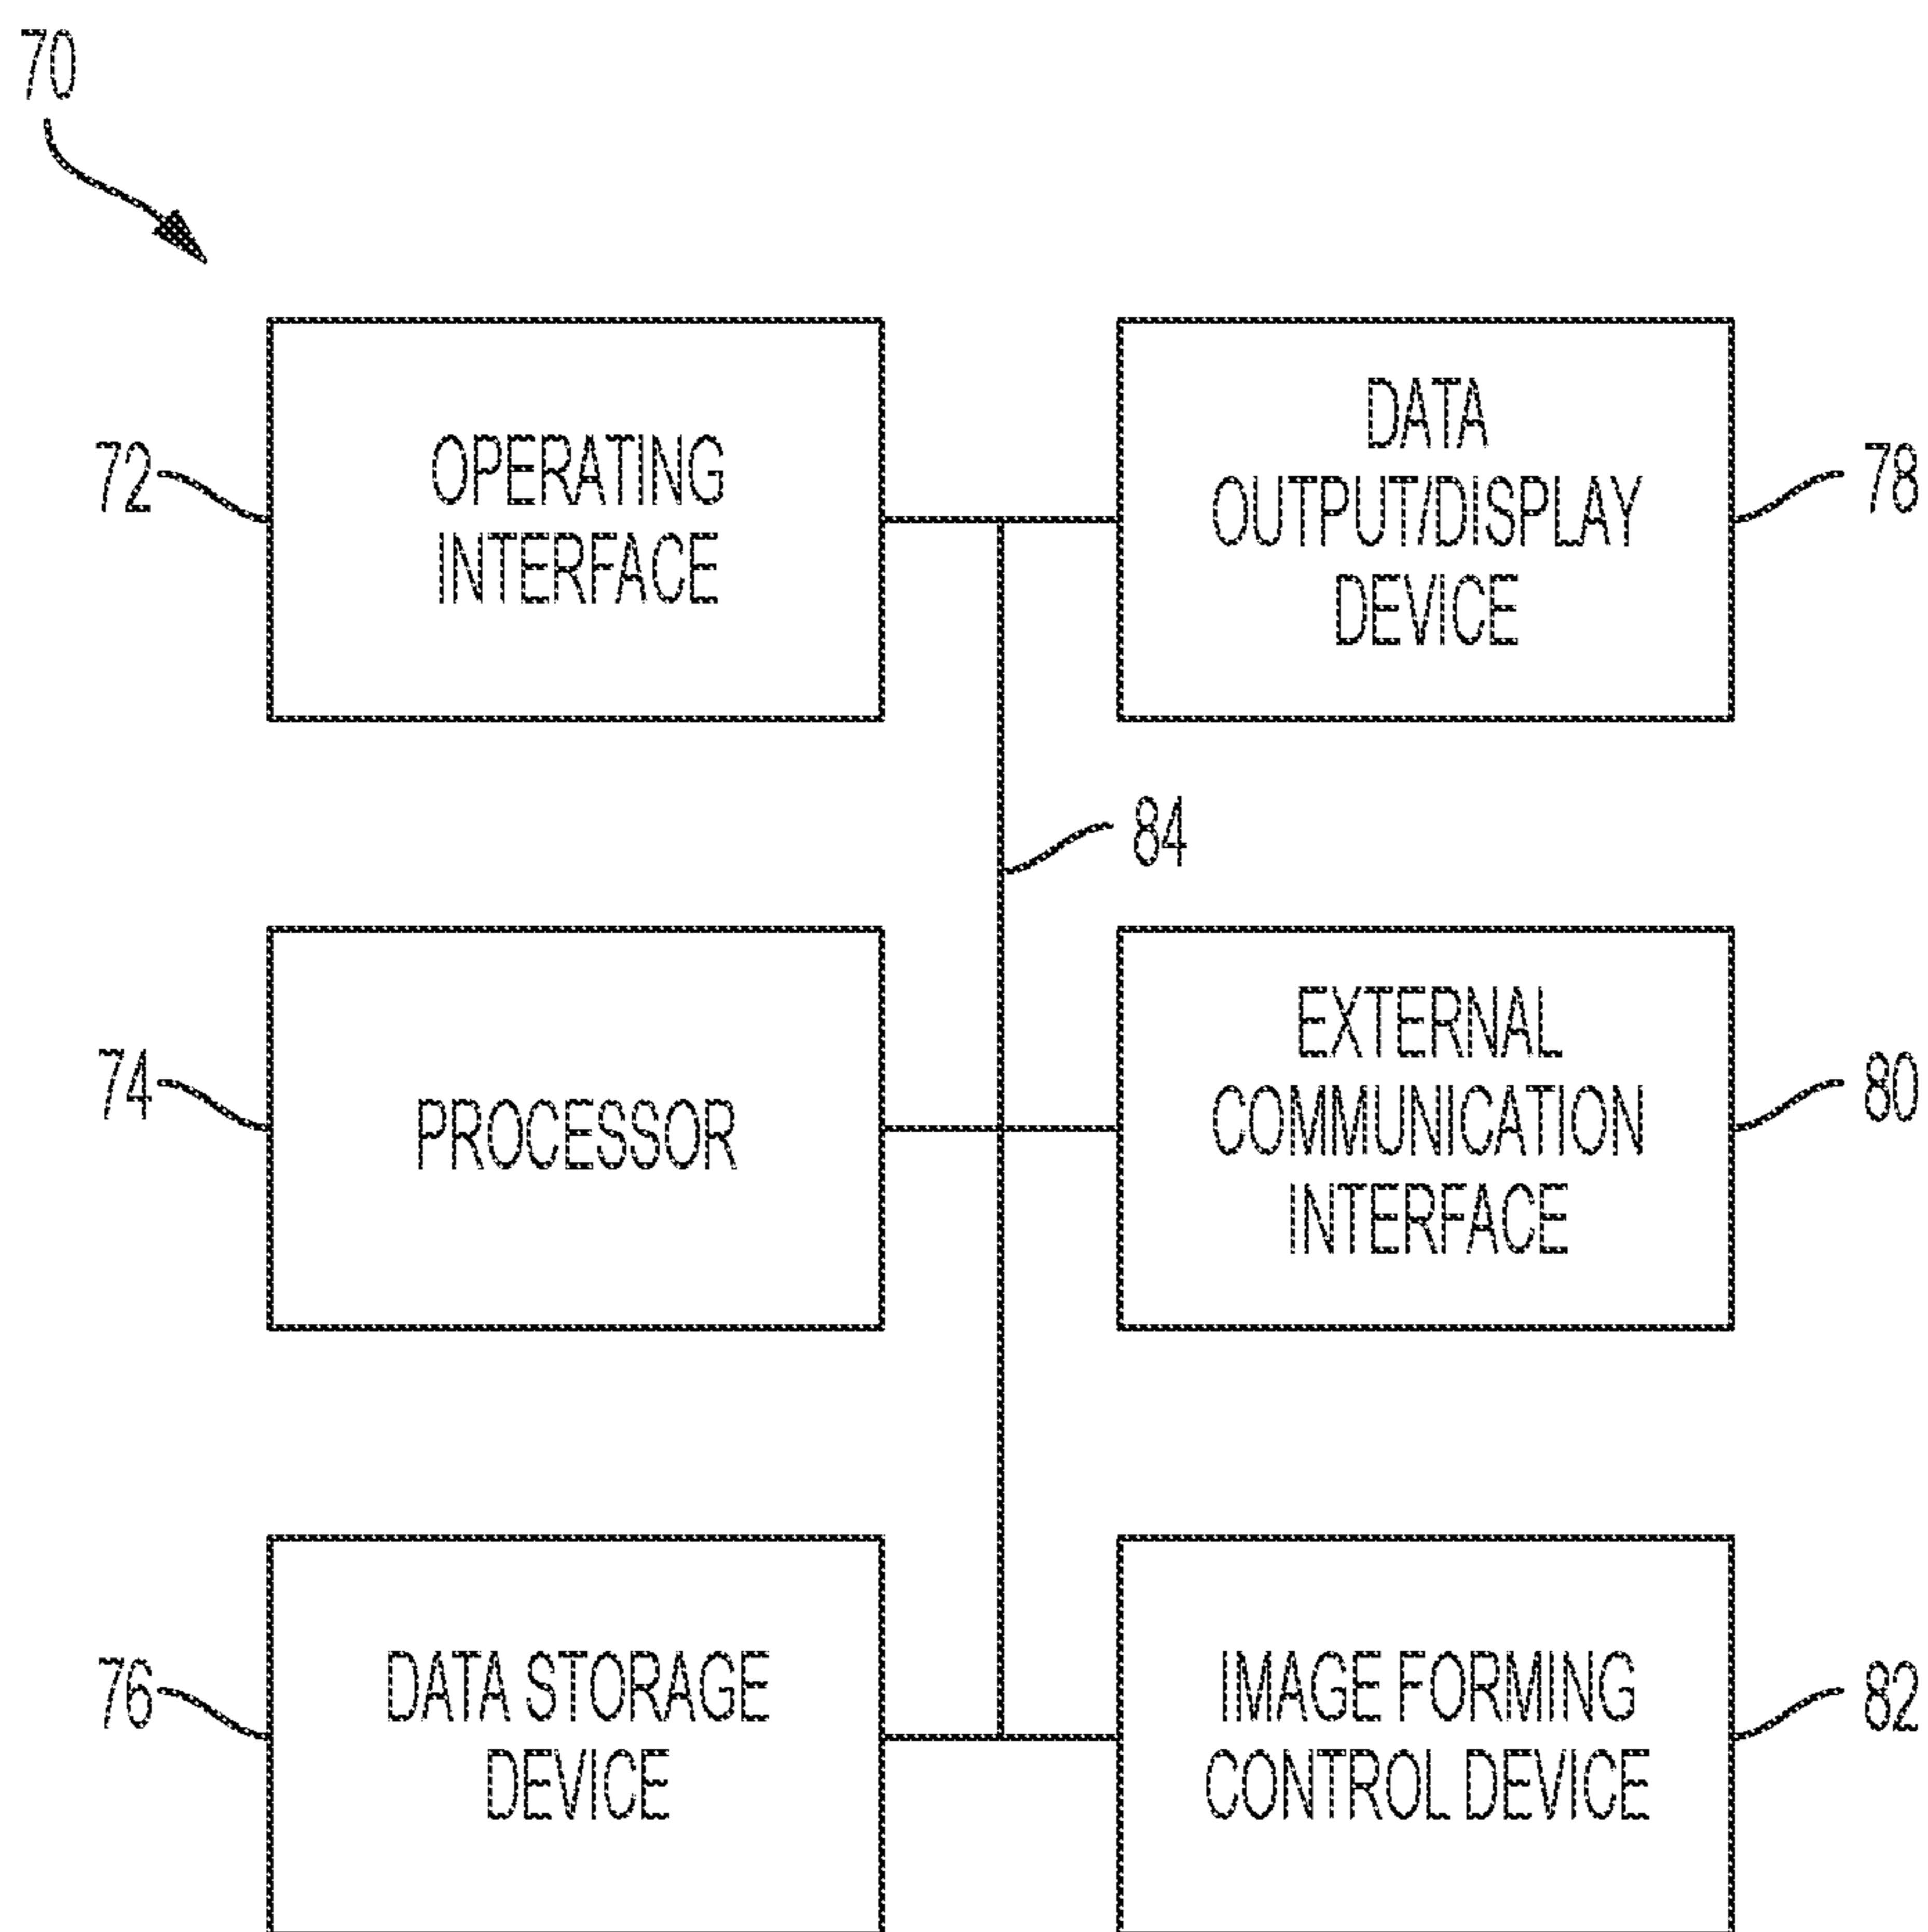 70
72
OPERATING
INTERFACE
DATA
OUTPUT/DISPLAY
DEVICE
78
84
74
PROCESSOR
EXTERNAL
COMMUNICATION
INTERFACE
80
76
DATA STORAGE
DEVICE
IMAGE FORMING
CONTROL DEVICE
82